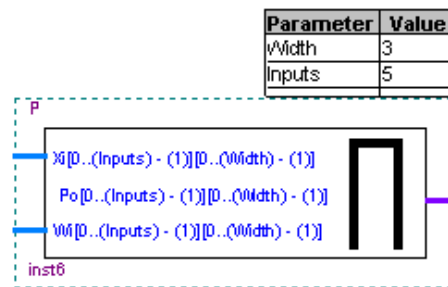 Parameter Value
Width 3
Inputs 5
P
Xi[0..(Inputs) - (1)][0..(Width) - (1)]
Po[0..(Inputs) - (1)][0..(Width) - (1)]
Wi[0..(Inputs) - (1)][0..(Width) - (1)]
inst6